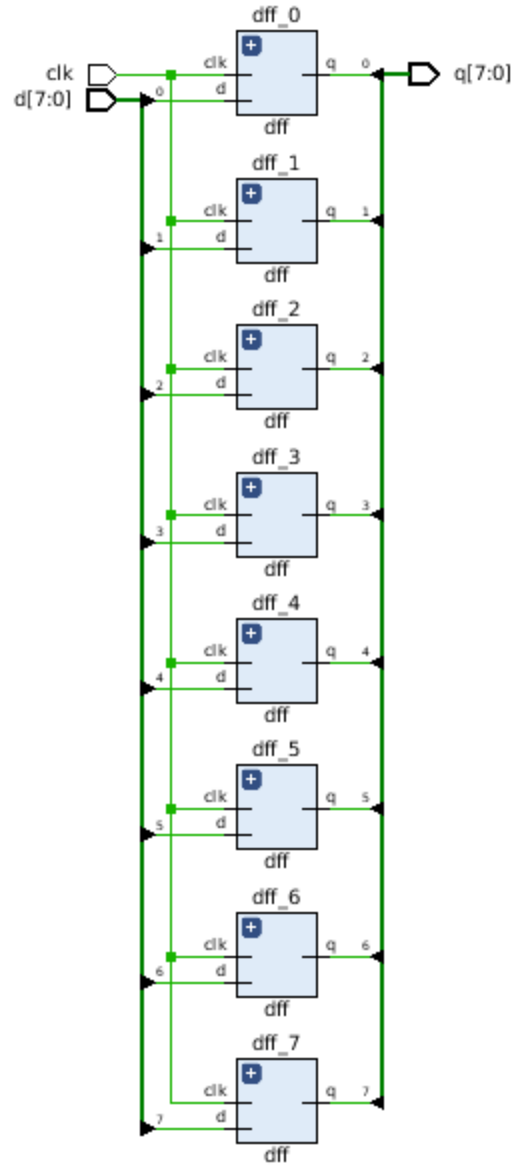 dff_0
clk clk q 0 q[7:0]
d[7:0] 0 d
dff
dff_1
clk q 1
1 d
dff
dff_2
clk q 2
2 d
dff
dff_3
clk q 3
3 d
dff
dff_4
clk q 4
4 d
dff
dff_5
clk q 5
5 d
dff
dff_6
clk q 6
6 d
dff
dff_7
clk q 7
7 d
dff